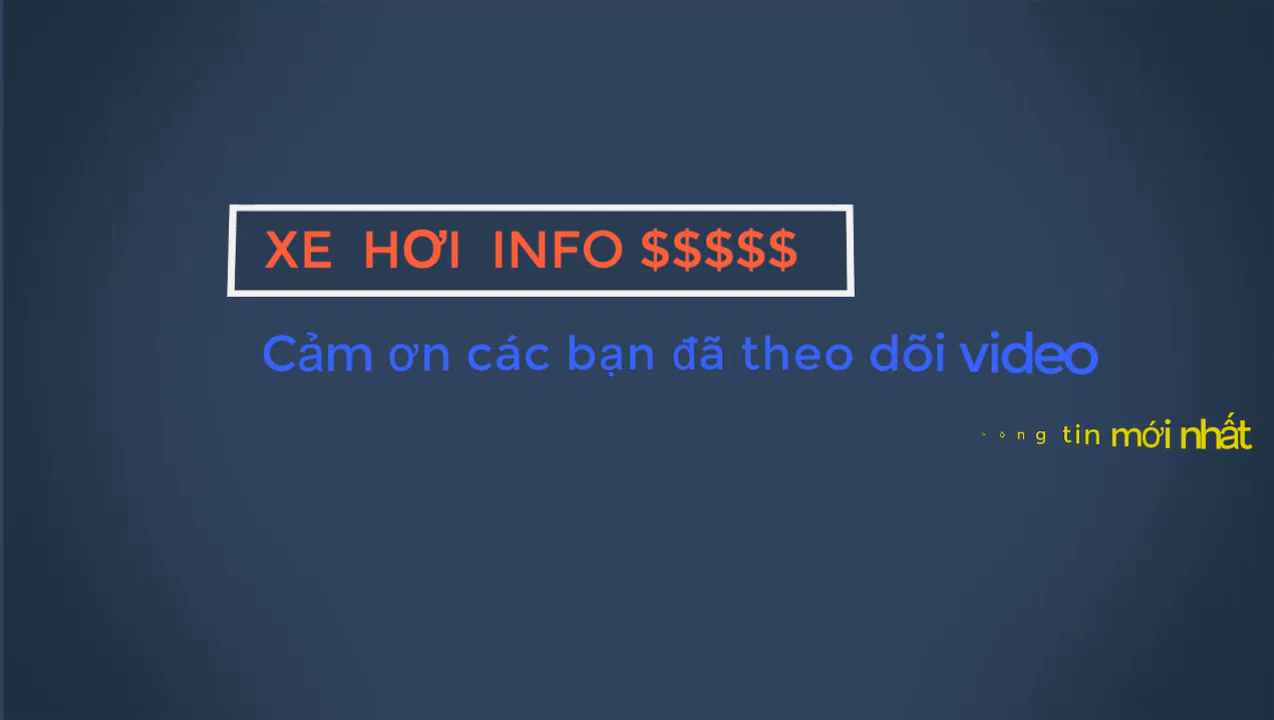 XE HƠI INFO $$$$$
Cảm ơn các bạn đã theo dõi video
tin mới nhất